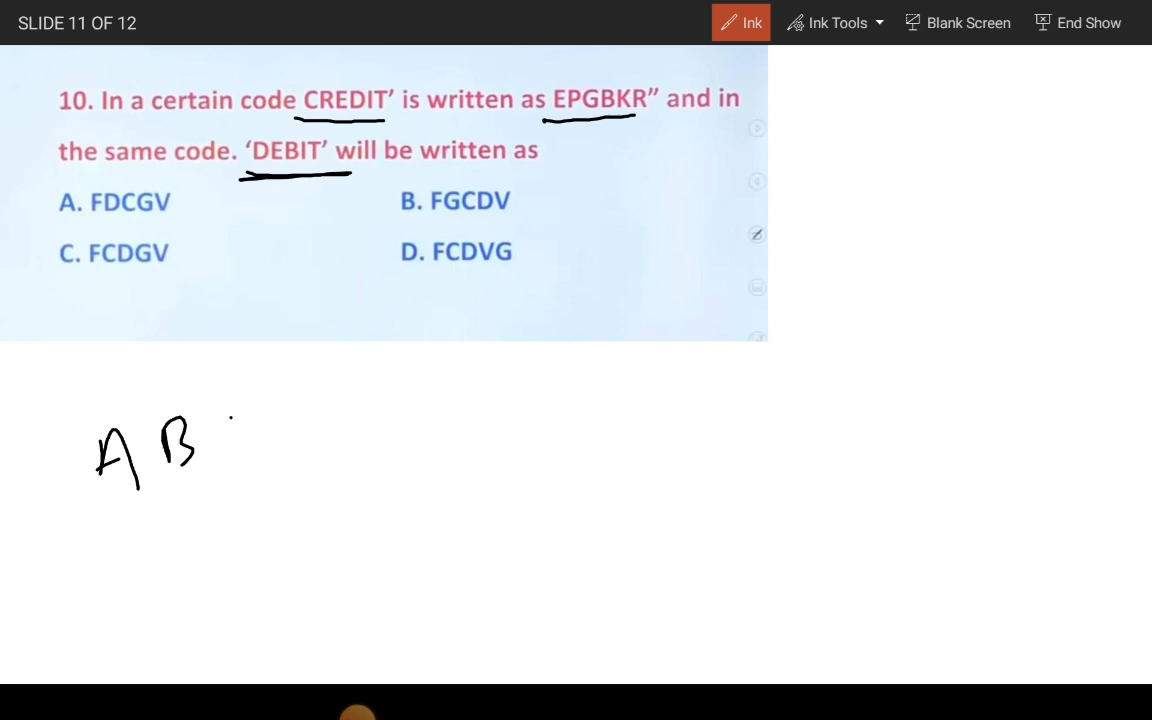 SLIDE 11 OF 12 Ink Ink Tools Blank Screen End Show
10. In a certain code CREDIT’ is written as EPGBKR” and in
the same code. ‘DEBIT’ will be written as
A. FDCGV B. FGCDV
C. FCDGV D. FCDVG
A B